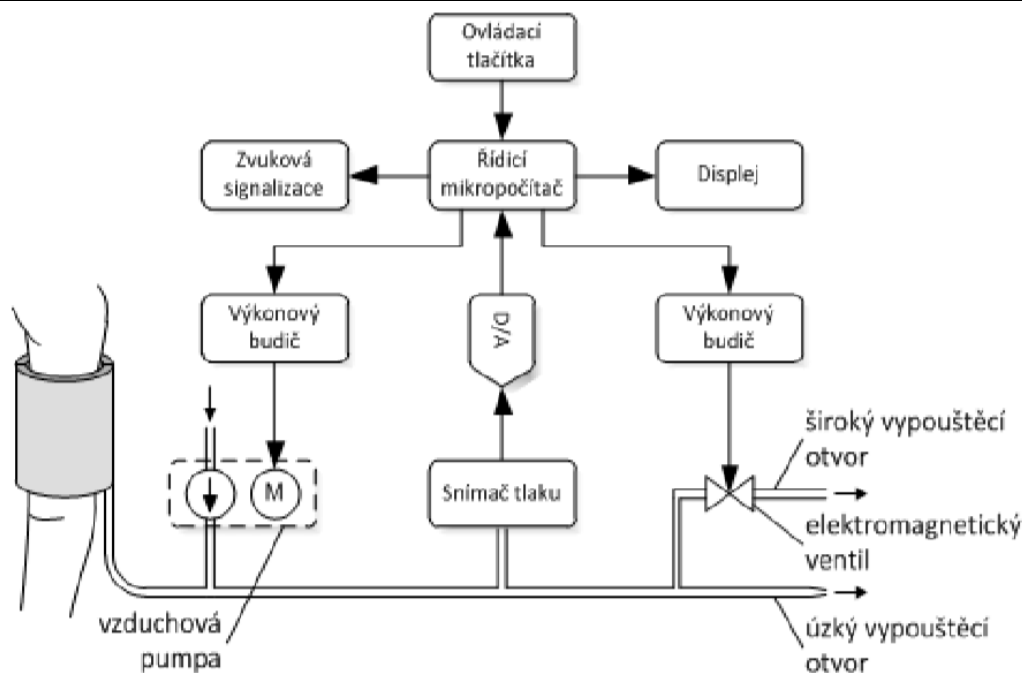 Ovládací
tlačítka
Zvuková
signalizace
Řídicí
mikropočítač
Displej
Výkonový
budič
D/A
Výkonový
budič
široký vypouštěcí
otvor
M
Snímač tlaku
elektromagnetický
ventil
vzduchová
pumpa
úzký vypouštěcí
otvor